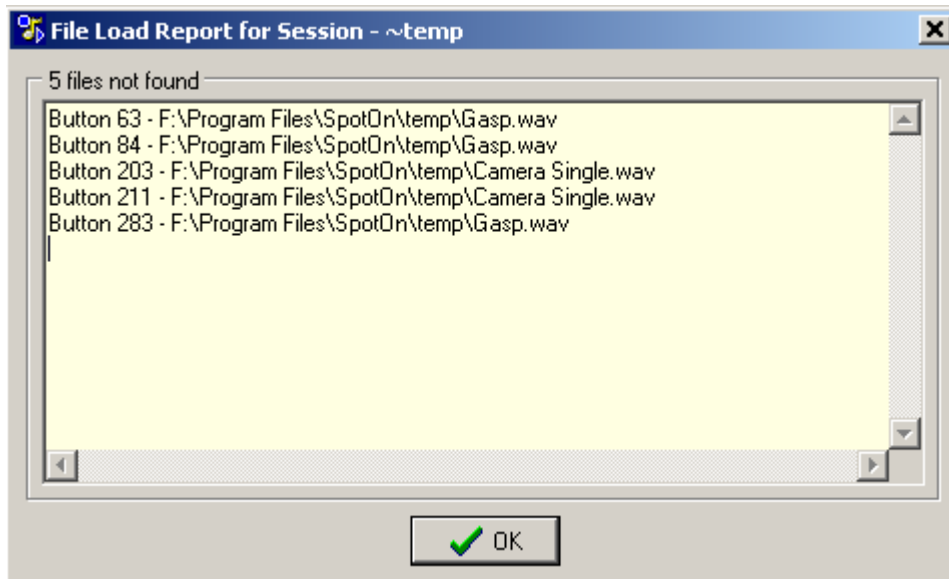 File Load Report for Session - ~temp
5 files not found
Button 63 - F:\Program Files\SpotOn\temp\Gasp.wav
Button 84 - F:\Program Files\SpotOn\temp\Gasp.wav
Button 203 - F:\Program Files\SpotOn\temp\Camera Single.wav
Button 211 - F:\Program Files\SpotOn\temp\Camera Single.wav
Button 283 - F:\Program Files\SpotOn\temp\Gasp.wav
OK